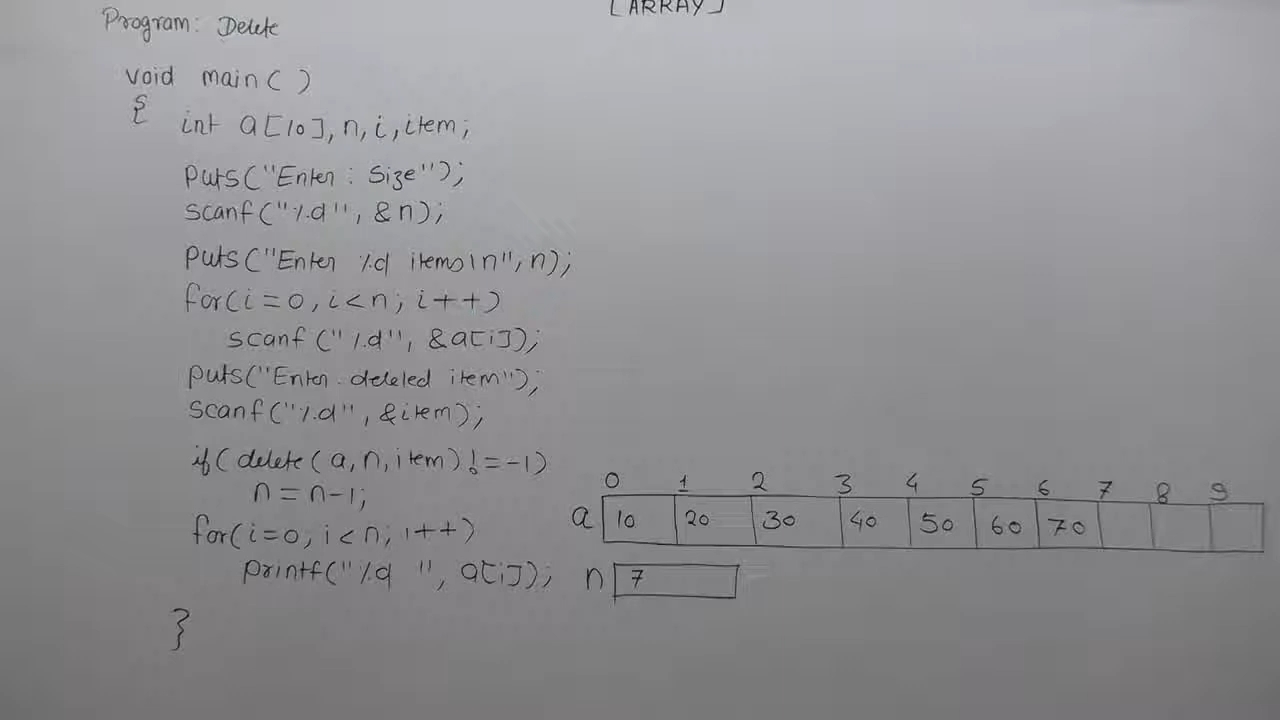 [ARRAY]
Program: Delete
void main( )
{
int a[10], n, i, item;
puts("Enter: Size");
scanf("%d", &n);
puts("Enter %d items\n", n);
for(i=0, i<n; i++)
scanf("%d", &a[i]);
puts("Enter deleled item");
scanf("%d", &item);
if( delete( a, n, item) != -1)
n = n-1;
for(i=0, i<n; i++)
printf("%d ", a[i]);
}
0 1 2 3 4 5 6 7 8 9
a 10 20 30 40 50 60 70
n 7